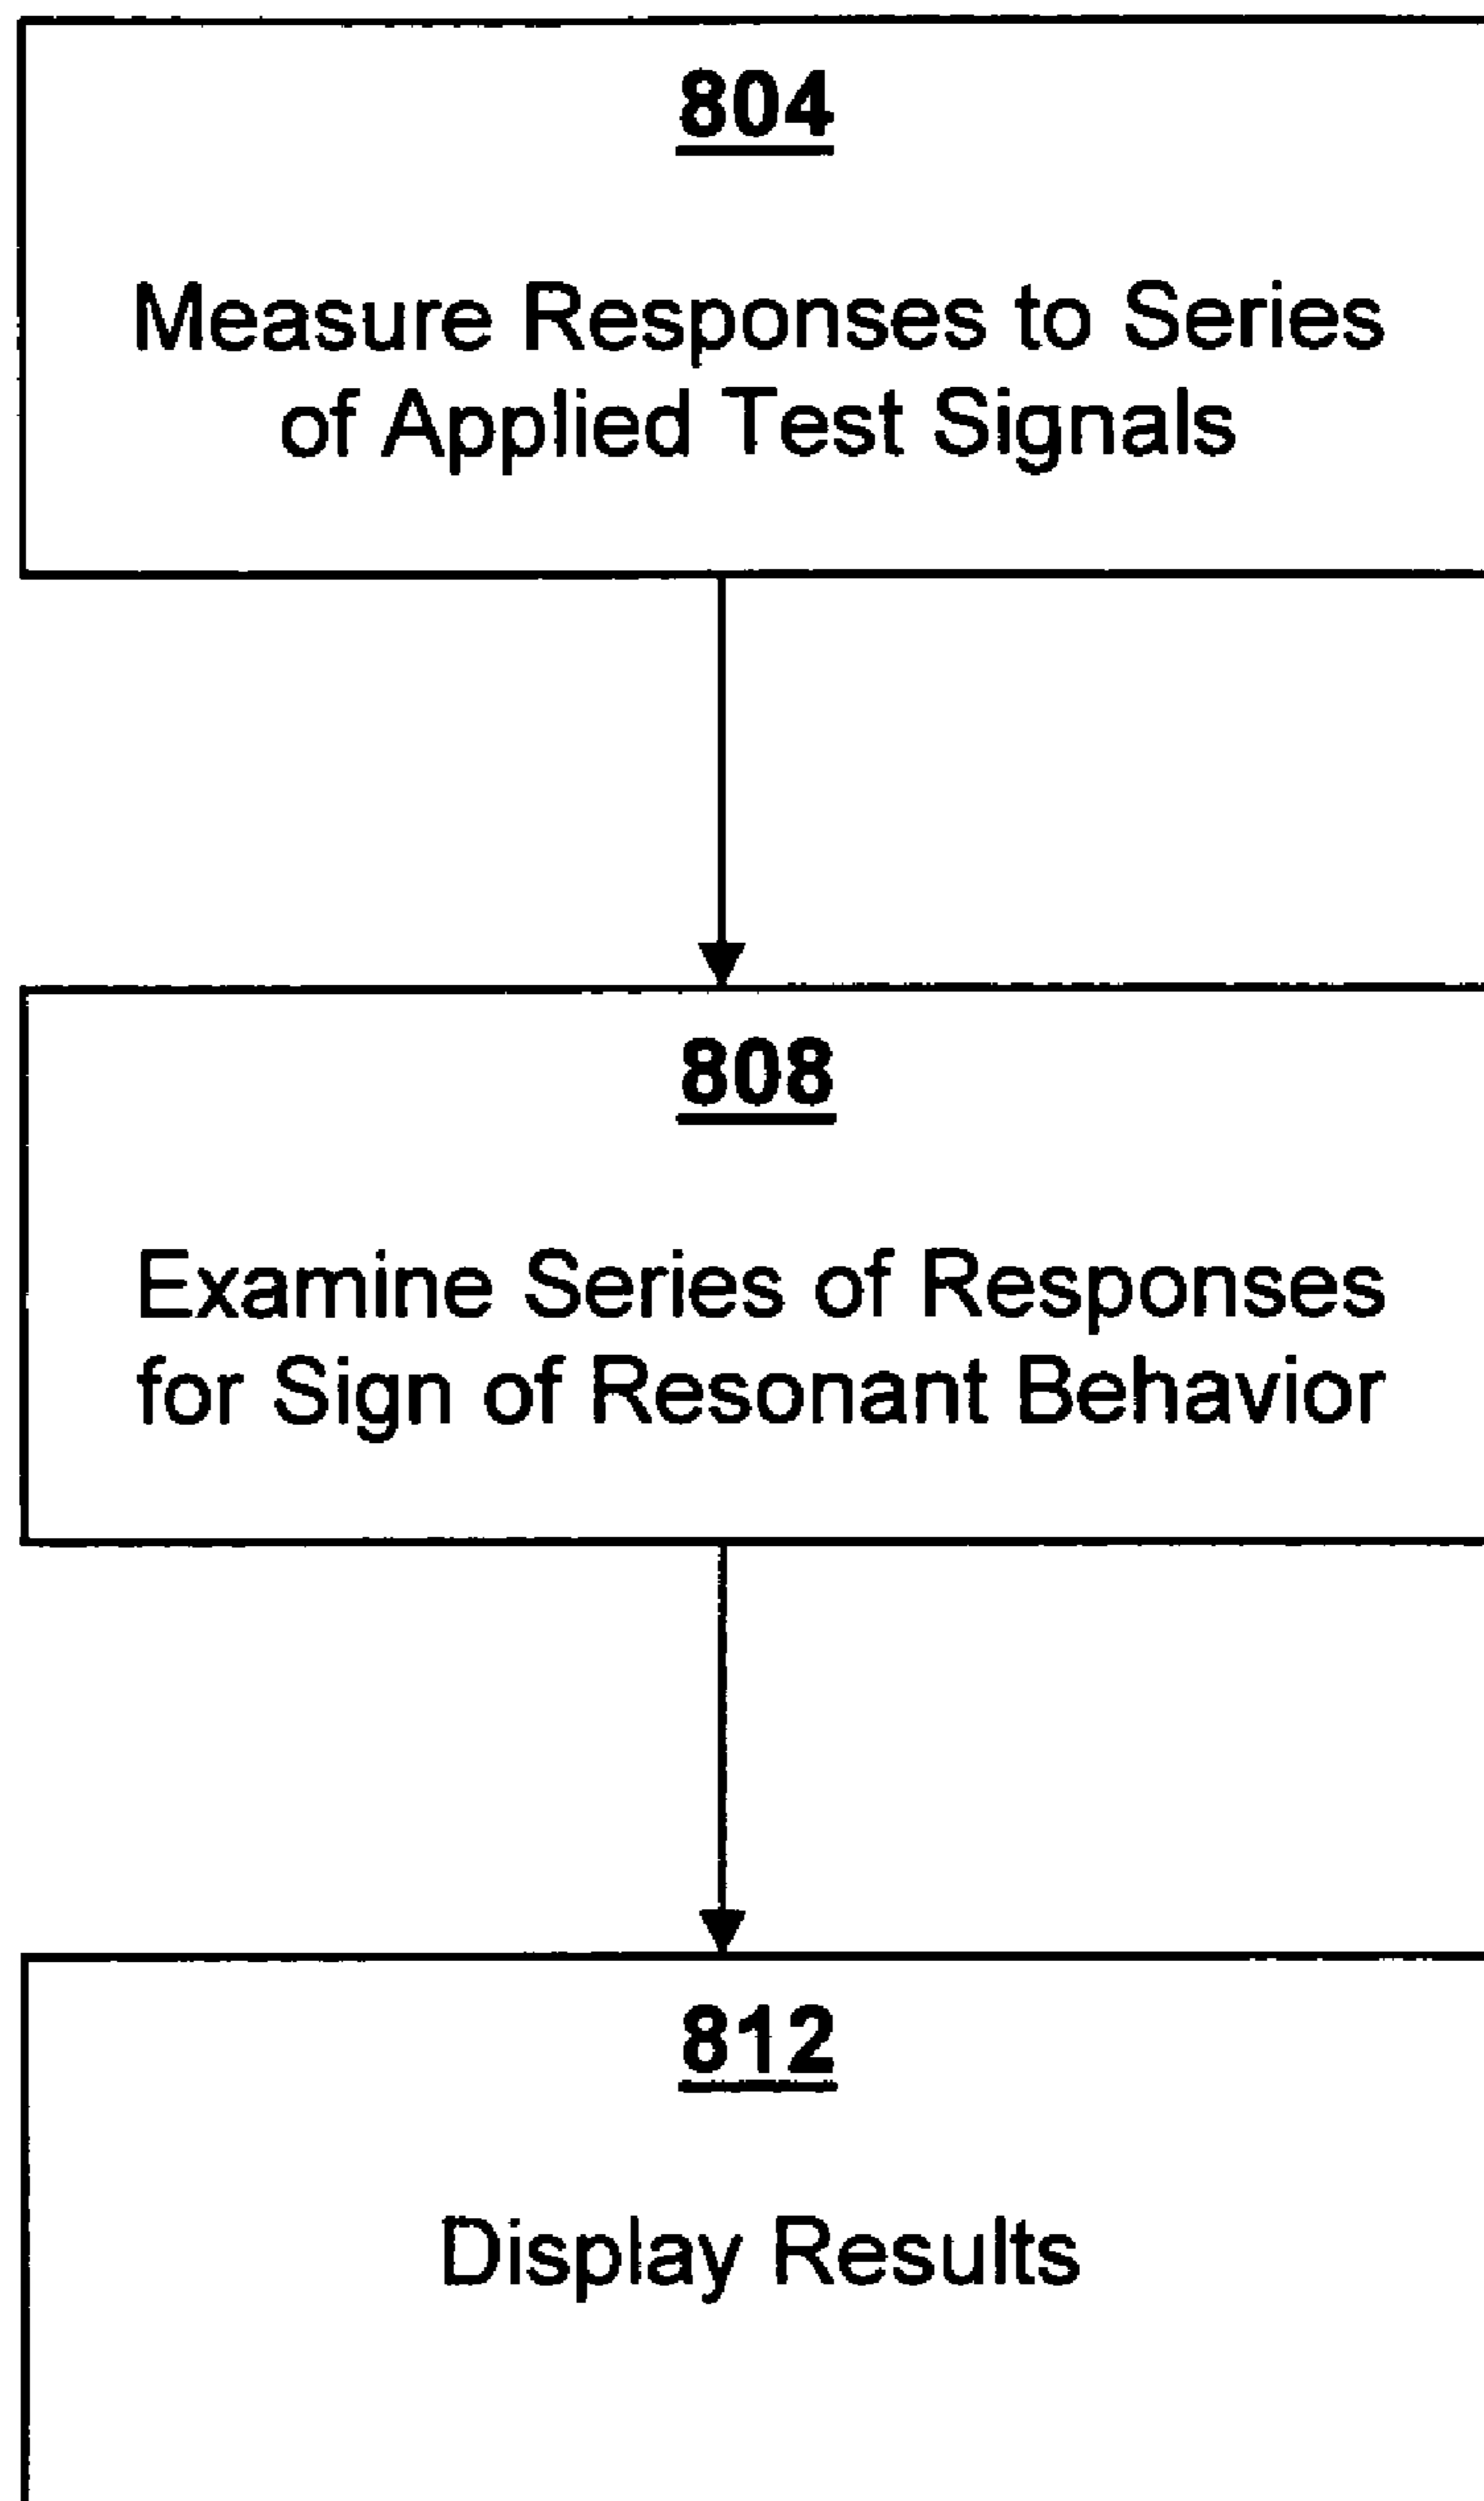 804
Measure Responses to Series
of Applied Test Signals
808
Examine Series of Responses
for Sign of Resonant Behavior
812
Display Results